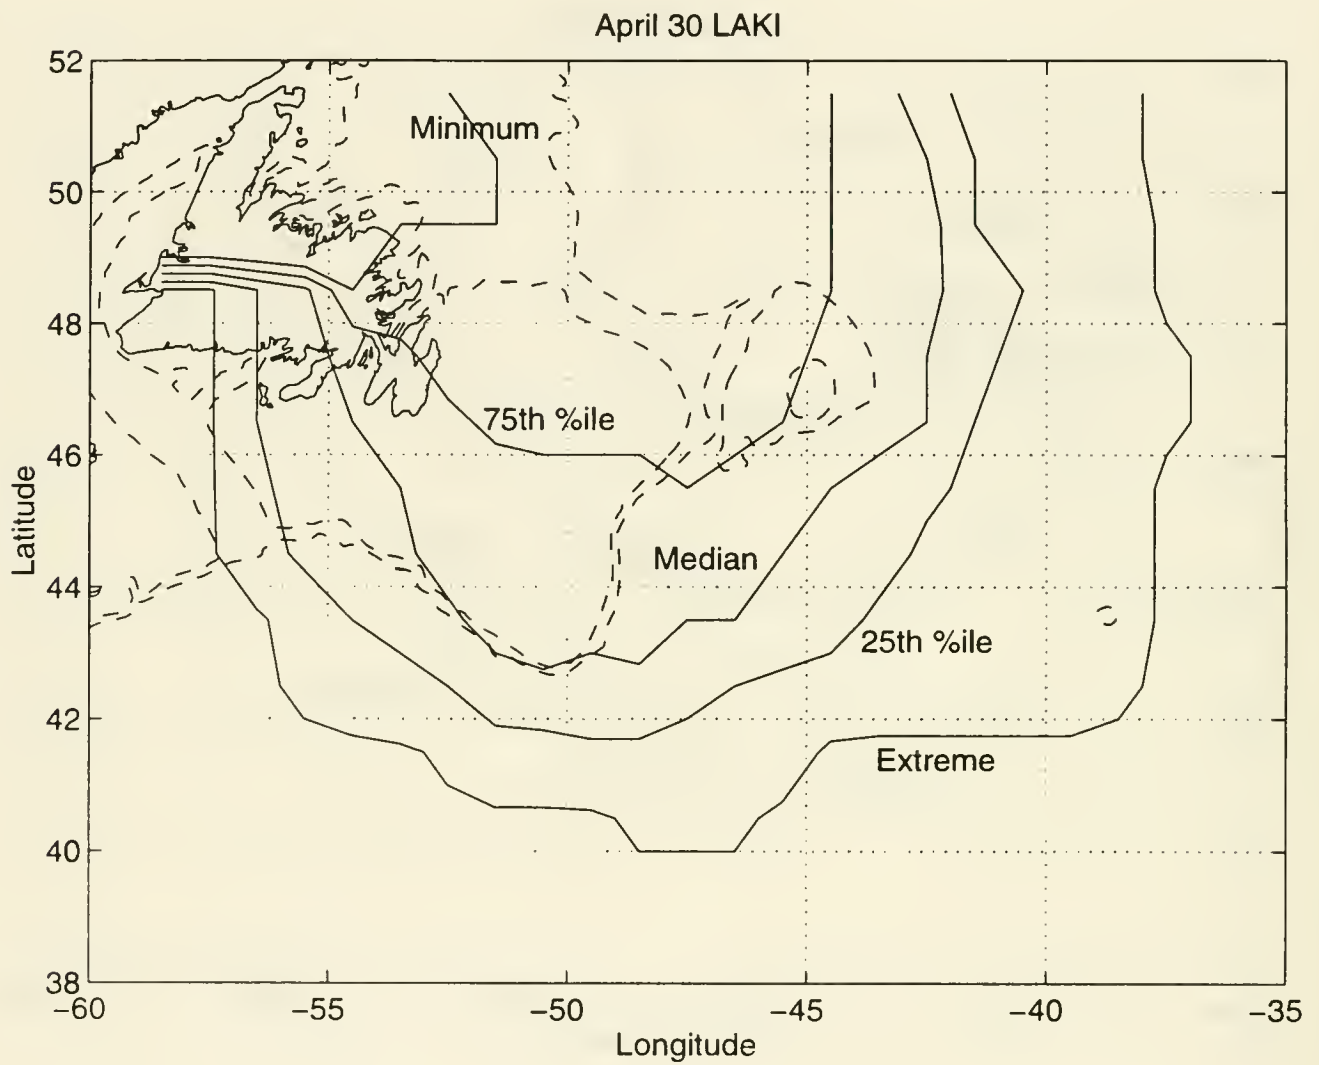 April 30 LAKI
52
Minimum
50
48
75th %ile
46
Latitude
Median
44
25th %ile
42
Extreme
40
38
-60 -55 -50 -45 -40 -35
Longitude